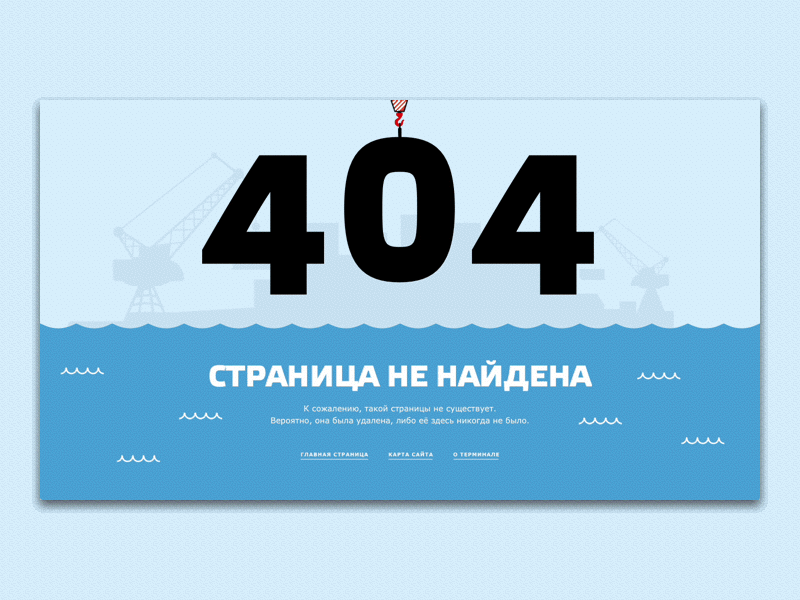 404
СТРАНИЦА НЕ НАЙДЕНА
К сожалению, такой страницы не существует.
Вероятно, она была удалена, либо её здесь никогда не было.
ГЛАВНАЯ СТРАНИЦА КАРТА САЙТА О ТЕРМИНАЛЕ